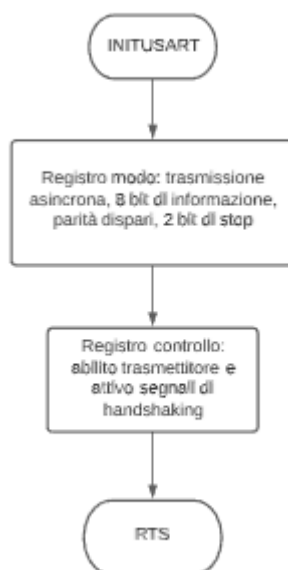 INITUSART
Registro modo: trasmissione
asincrona, 8 bit di informazione,
parità dispari, 2 bit di stop
Registro controllo:
abilito trasmettitore e
attivo segnali di
handshaking
RTS